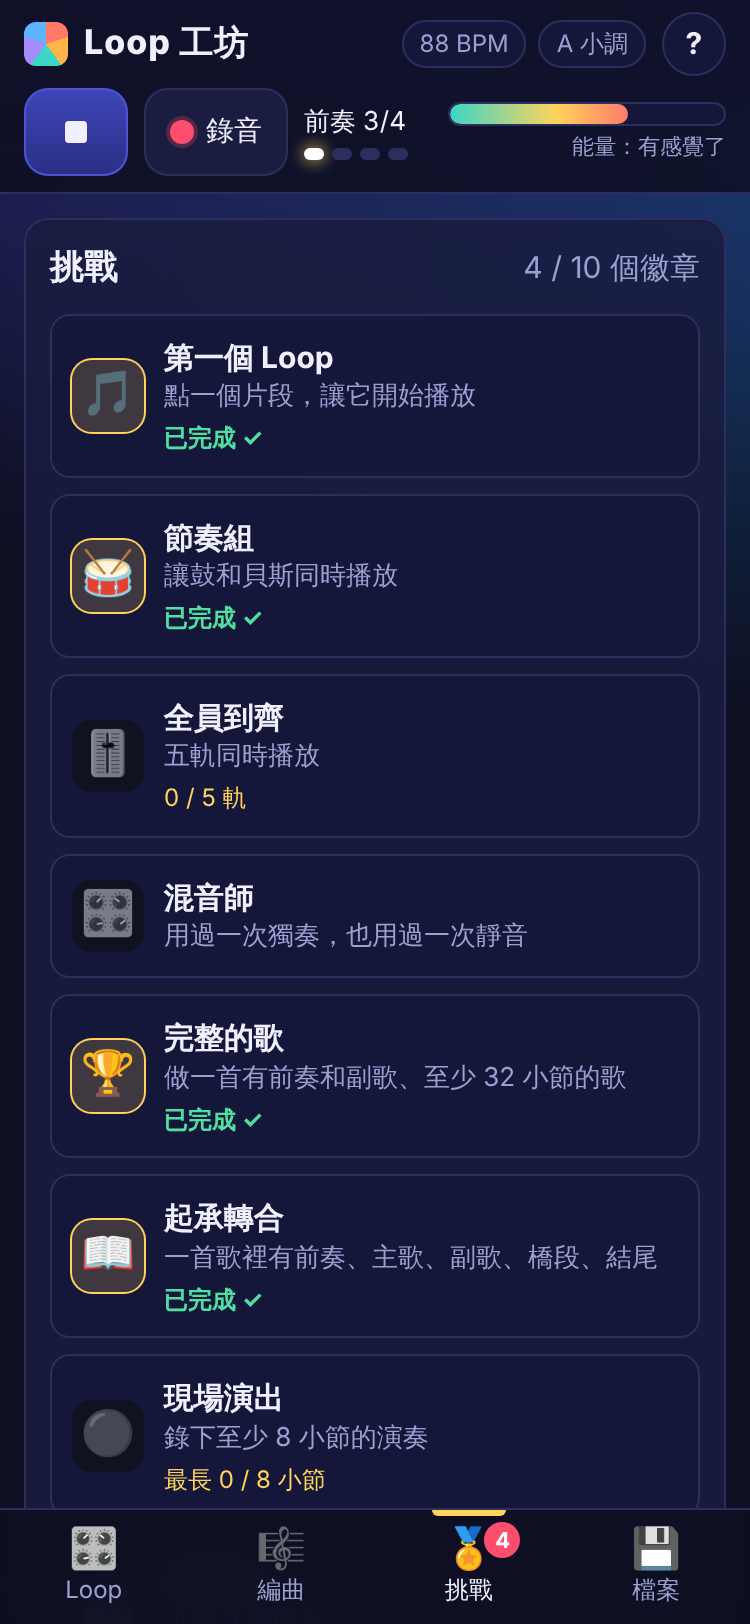 Loop 工坊
88 BPM
A 小調
?
錄音
前奏 3/4
能量：有感覺了
挑戰
4 / 10 個徽章
第一個 Loop
點一個片段，讓它開始播放
已完成 ✓
節奏組
讓鼓和貝斯同時播放
已完成 ✓
全員到齊
五軌同時播放
0 / 5 軌
混音師
用過一次獨奏，也用過一次靜音
完整的歌
做一首有前奏和副歌、至少 32 小節的歌
已完成 ✓
起承轉合
一首歌裡有前奏、主歌、副歌、橋段、結尾
已完成 ✓
現場演出
錄下至少 8 小節的演奏
最長 0 / 8 小節
Loop
編曲
4
挑戰
檔案